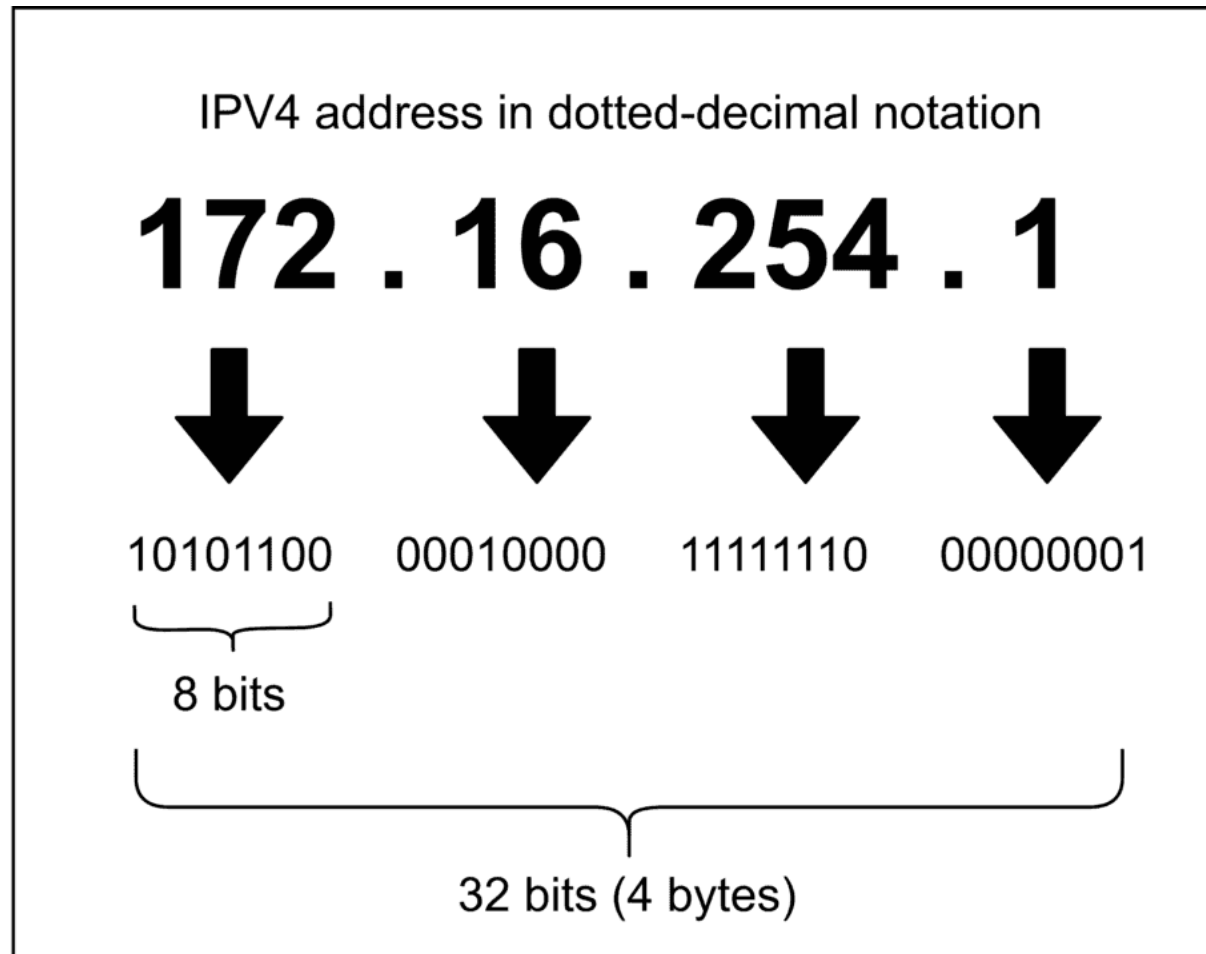 IPV4 address in dotted-decimal notation
172 . 16 . 254 . 1
10101100 00010000 11111110 00000001
8 bits
32 bits (4 bytes)